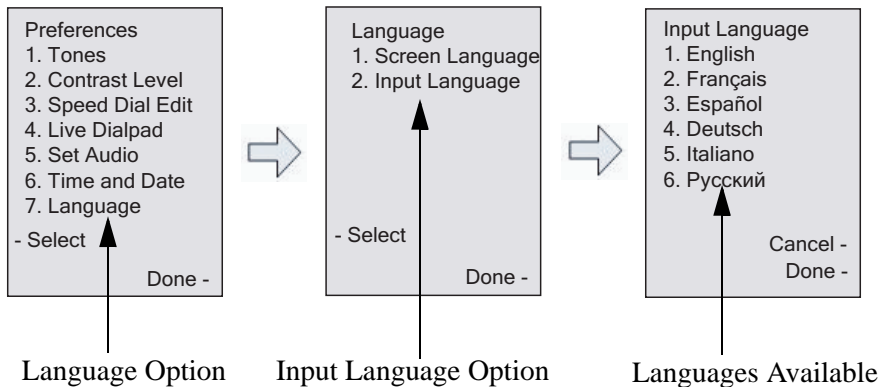 Preferences
1. Tones
2. Contrast Level
3. Speed Dial Edit
4. Live Dialpad
5. Set Audio
6. Time and Date
7. Language
- Select
Done -
Language
1. Screen Language
2. Input Language
- Select
Done -
Input Language
1. English
2. Français
3. Español
4. Deutsch
5. Italiano
6. Русский
Cancel -
Done -
Language Option
Input Language Option
Languages Available